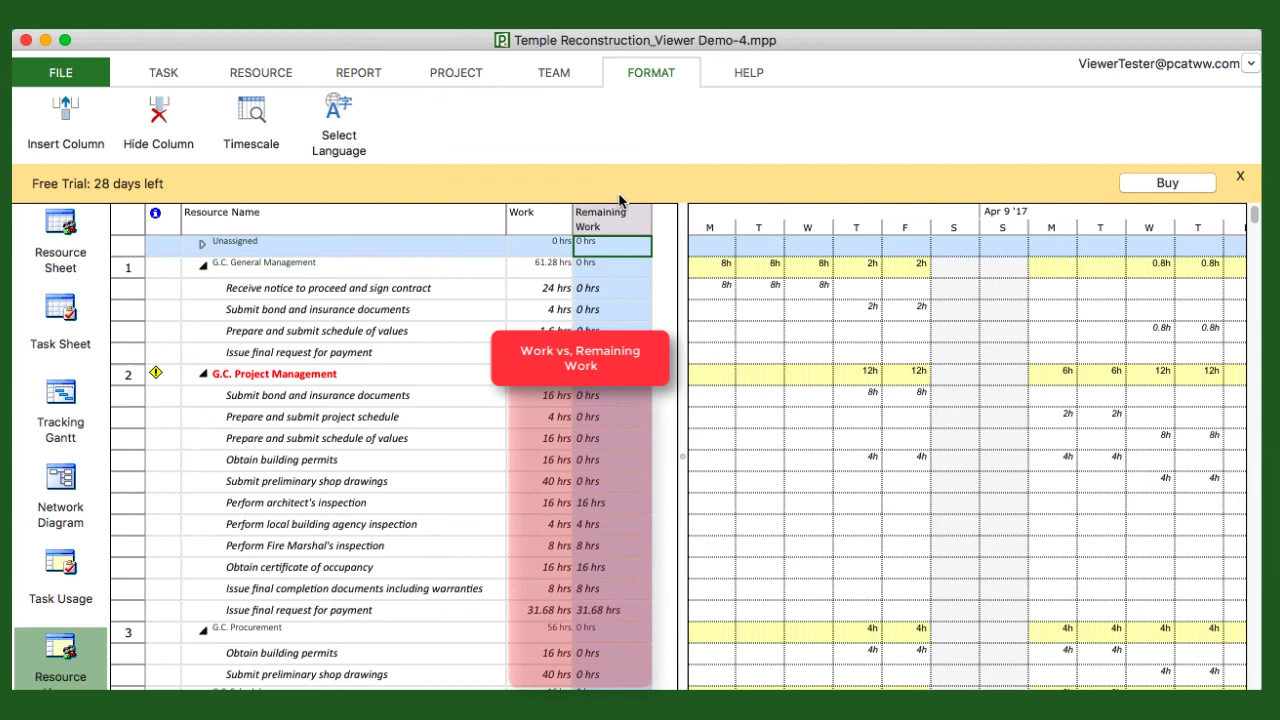 Temple Reconstruction_Viewer Demo-4.mpp
FILE TASK RESOURCE REPORT PROJECT TEAM FORMAT HELP ViewerTester@pcatww.com
Insert Column Hide Column Timescale Select Language
Free Trial: 28 days left Buy X
Resource Name Work Remaining Work Apr 9 '17
M T W T F S S M T W T
Unassigned 0 hrs 0 hrs
1 G.C. General Management 61.28 hrs 0 hrs 8h 8h 8h 2h 2h 0.8h 0.8h
Receive notice to proceed and sign contract 24 hrs 0 hrs 8h 8h 8h
Submit bond and insurance documents 4 hrs 0 hrs 2h 2h
Prepare and submit schedule of values 0.8h 0.8h
Issue final request for payment
Work vs, Remaining
Work
2 G.C. Project Management 12h 12h 6h 6h 12h 12h
Submit bond and insurance documents 16 hrs 0 hrs 8h 8h
Prepare and submit project schedule 4 hrs 0 hrs 2h 2h
Prepare and submit schedule of values 16 hrs 0 hrs 8h 8h
Obtain building permits 16 hrs 0 hrs 4h 4h 4h 4h
Submit preliminary shop drawings 40 hrs 0 hrs 4h 4h
Perform architect's inspection 16 hrs 16 hrs
Perform local building agency inspection 4 hrs 4 hrs
Perform Fire Marshal's inspection 8 hrs 8 hrs
Obtain certificate of occupancy 16 hrs 16 hrs
Issue final completion documents including warranties 8 hrs 8 hrs
Issue final request for payment 31.68 hrs 31.68 hrs
3 G.C. Procurement 56 hrs 0 hrs 4h 4h 4h 4h 4h 4h
Obtain building permits 16 hrs 0 hrs 4h 4h 4h 4h
Submit preliminary shop drawings 40 hrs 0 hrs 4h 4h
Resource
Sheet
Task Sheet
Tracking
Gantt
Network
Diagram
Task Usage
Resource